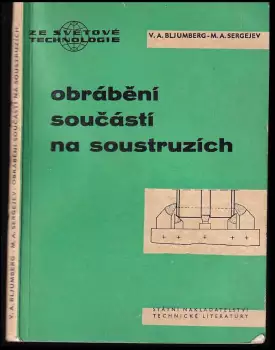 ZE SVĚTOVÉ
TECHNOLOGIE
V. A. BLJUMBERG - M. A. SERGEJEV
obrábění
součástí
na soustruzích
STÁTNÍ NAKLADATELSTVÍ
TECHNICKÉ LITERATURY
V. A. BLJUMBERG - M. A. SERGEJEV - OBRÁBĚNÍ SOUČÁSTÍ NA SOUSTRUZÍCH